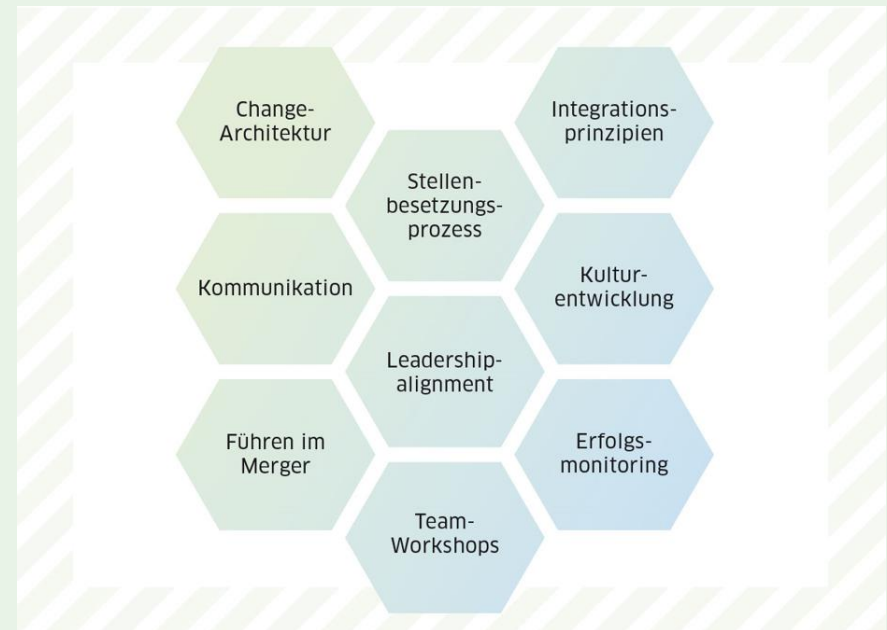 Change-
Architektur
Integrations-
prinzipien
Stellen-
besetzungs-
prozess
Kommunikation
Kultur-
entwicklung
Leadership-
alignment
Führen im
Merger
Erfolgs-
monitoring
Team-
Workshops